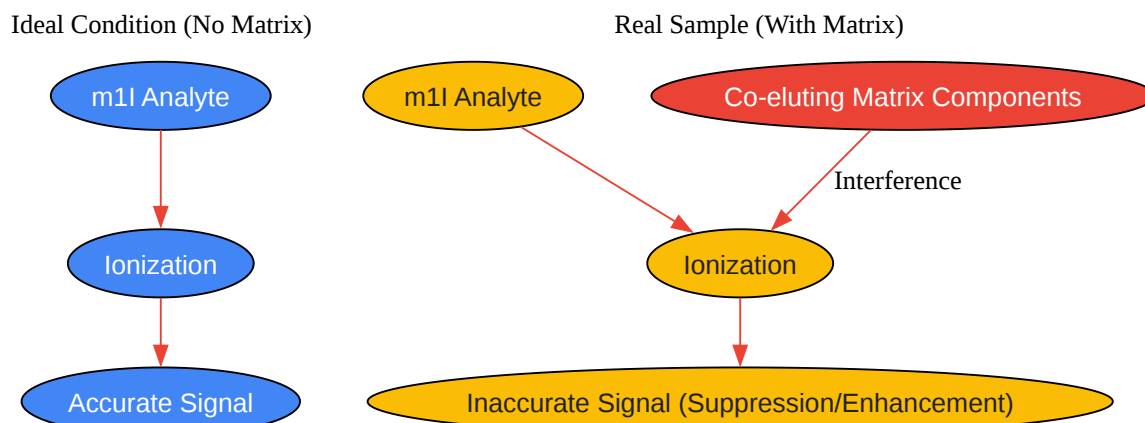 Ideal Condition (No Matrix)
m1I Analyte
Ionization
Accurate Signal
Real Sample (With Matrix)
m1I Analyte
Co-eluting Matrix Components
Interference
Ionization
Inaccurate Signal (Suppression/Enhancement)